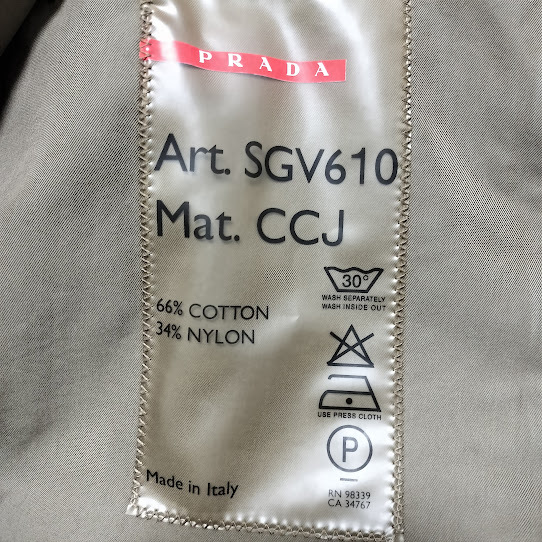 PRADA
Art. SGV610
Mat. CCJ
30°
WASH SEPARATELY
WASH INSIDE OUT
66% COTTON
34% NYLON
USE PRESS CLOTH
P
Made in Italy
RN 98339
CA 34767